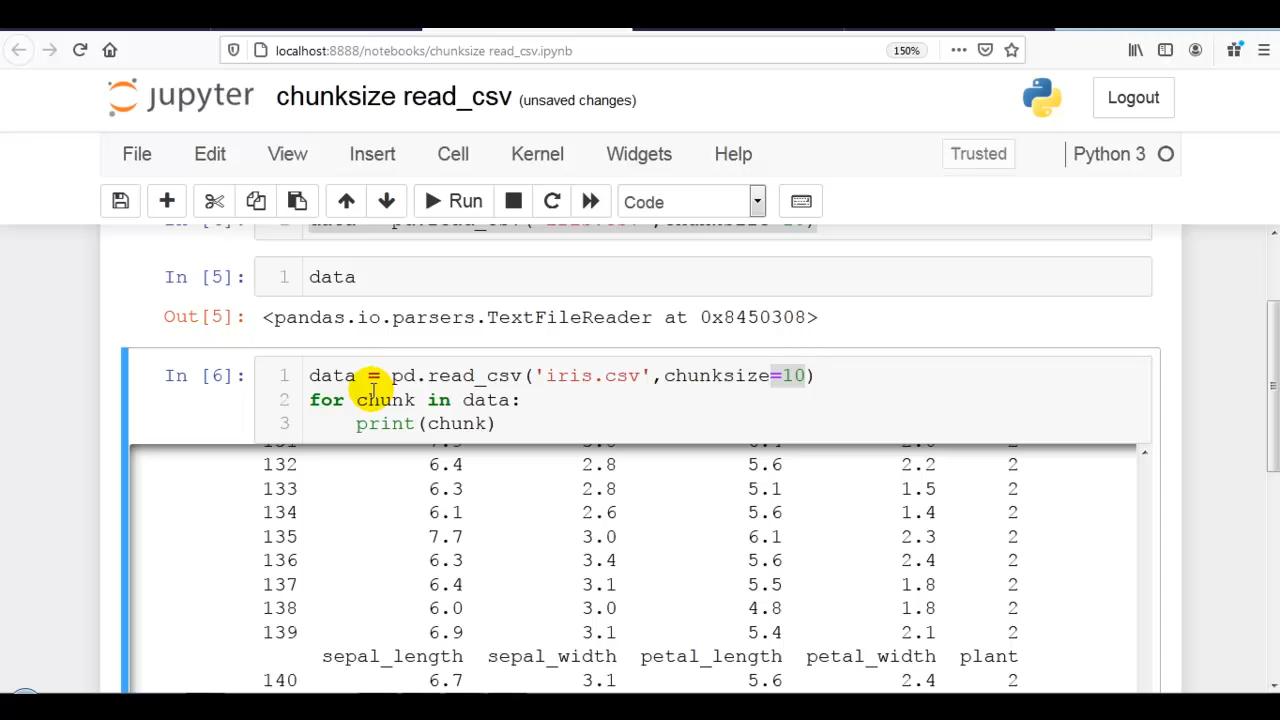 localhost:8888/notebooks/chunksize read_csv.ipynb 150%
jupyter chunksize read_csv (unsaved changes) Logout
File Edit View Insert Cell Kernel Widgets Help Trusted Python 3
Run Code
In [5]: 1 data
Out[5]: <pandas.io.parsers.TextFileReader at 0x8450308>
In [6]: 1 data = pd.read_csv('iris.csv',chunksize=10)
2 for chunk in data:
3 print(chunk)
132 6.4 2.8 5.6 2.2 2
133 6.3 2.8 5.1 1.5 2
134 6.1 2.6 5.6 1.4 2
135 7.7 3.0 6.1 2.3 2
136 6.3 3.4 5.6 2.4 2
137 6.4 3.1 5.5 1.8 2
138 6.0 3.0 4.8 1.8 2
139 6.9 3.1 5.4 2.1 2
sepal_length sepal_width petal_length petal_width plant
140 6.7 3.1 5.6 2.4 2